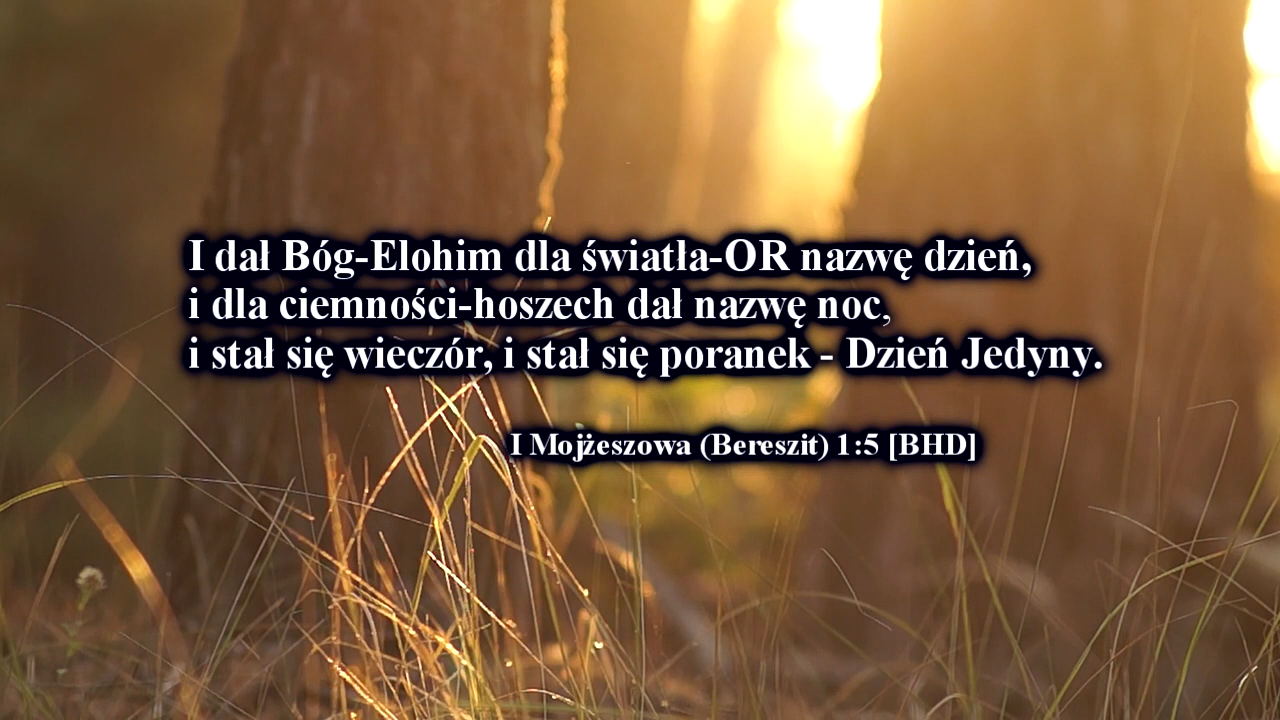 I dał Bóg-Elohim dla światła-OR nazwę dzień,
i dla ciemności-hoszech dał nazwę noc,
i stał się wieczór, i stał się poranek - Dzień Jedyny.
I Mojżeszowa (Bereszit) 1:5 [BHD]